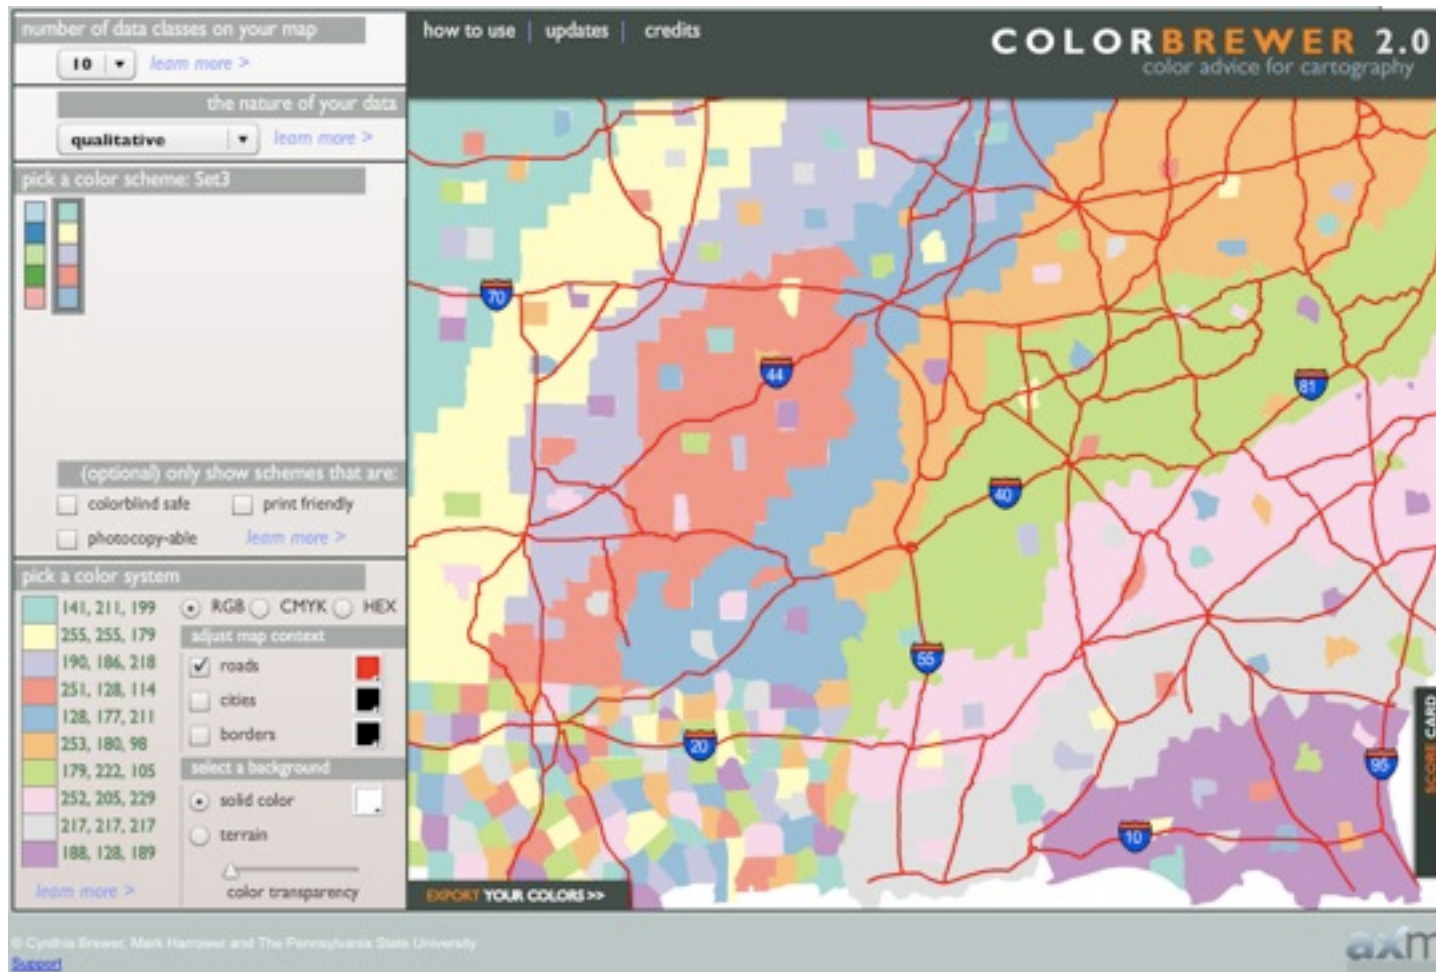 number of data classes on your map
10
learn more >
the nature of your data
qualitative
learn more >
pick a color scheme: Set3
(optional) only show schemes that are:
colorblind safe
print friendly
photocopy-able
learn more >
pick a color system
141, 211, 199
255, 255, 179
190, 186, 218
251, 128, 114
128, 177, 211
253, 180, 98
179, 222, 105
252, 205, 229
217, 217, 217
188, 128, 189
learn more >
RGB CMYK HEX
adjust map context
roads
cities
borders
select a background
solid color
terrain
color transparency
how to use | updates | credits
COLORBREWER 2.0
color advice for cartography
70
44
81
40
55
20
95
10
SCORE CARD
EXPORT YOUR COLORS >>
© Cynthia Brewer, Mark Harrower and The Pennsylvania State University
Support
axm